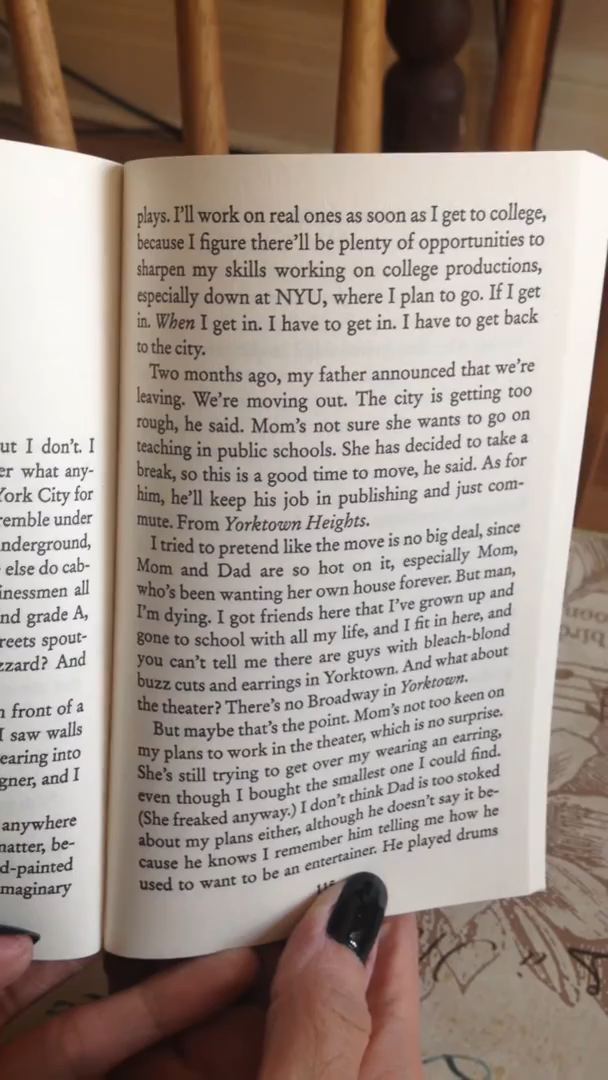 ut I don't. I
er what any-
York City for
remble under
nderground,
else do cab-
inessmen all
nd grade A,
reets spout-
zzard? And
n front of a
I saw walls
earing into
gner, and I
anywhere
natter, be-
d-painted
maginary
plays. I'll work on real ones as soon as I get to college,
because I figure there'll be plenty of opportunities to
sharpen my skills working on college productions,
especially down at NYU, where I plan to go. If I get
in. When I get in. I have to get in. I have to get back
to the city.
Two months ago, my father announced that we're
leaving. We're moving out. The city is getting too
rough, he said. Mom's not sure she wants to go on
teaching in public schools. She has decided to take a
break, so this is a good time to move, he said. As for
him, he'll keep his job in publishing and just com-
mute. From Yorktown Heights.
I tried to pretend like the move is no big deal, since
Mom and Dad are so hot on it, especially Mom,
who's been wanting her own house forever. But man,
I'm dying. I got friends here that I've grown up and
gone to school with all my life, and I fit in here, and
you can't tell me there are guys with bleach-blond
buzz cuts and earrings in Yorktown. And what about
the theater? There's no Broadway in Yorktown.
But maybe that's the point. Mom's not too keen on
my plans to work in the theater, which is no surprise.
She's still trying to get over my wearing an earring,
even though I bought the smallest one I could find.
(She freaked anyway.) I don't think Dad is too stoked
about my plans either, although he doesn't say it be-
cause he knows I remember him telling me how he
used to want to be an entertainer. He played drums